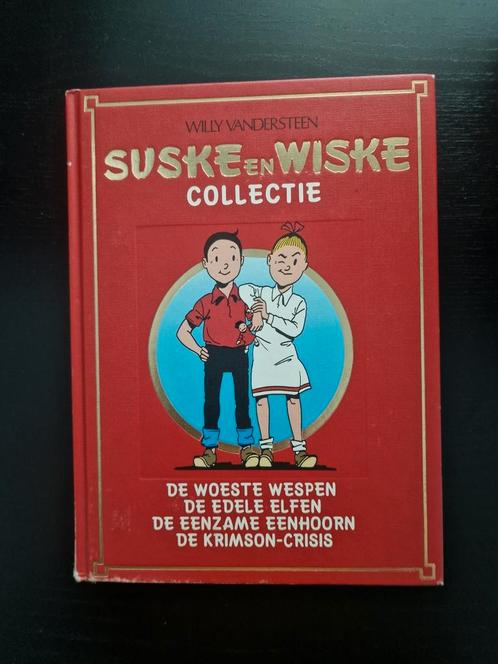 WILLY VANDERSTEEN
SUSKE EN WISKE
COLLECTIE
DE WOESTE WESPEN
DE EDELE ELFEN
DE EENZAME EENHOORN
DE KRIMSON-CRISIS